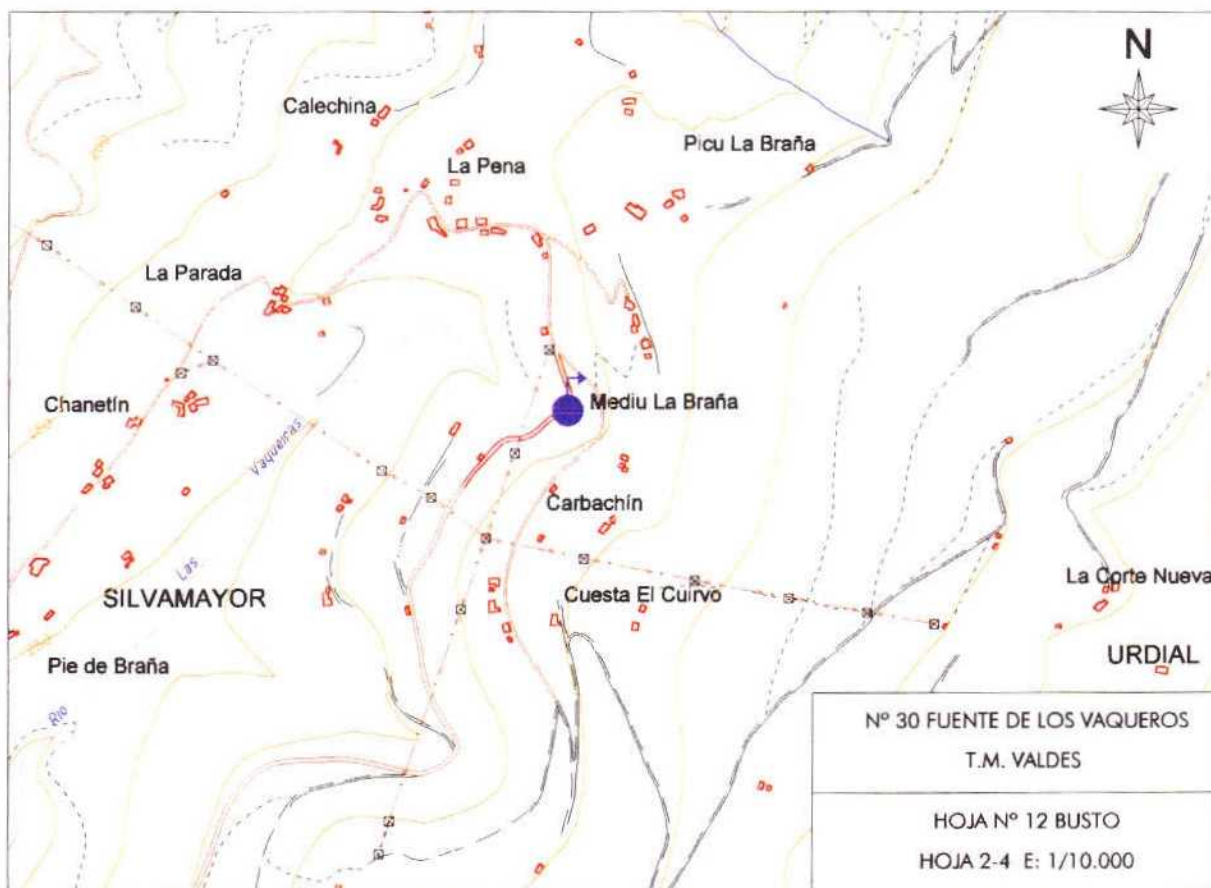 N
Calechina
La Pena
Picu La Braña
La Parada
Chanetín
Mediu La Braña
Vaqueiras
Carbachín
Las
SILVAMAYOR
Cuesta El Cuirvo
La Corte Nueva
URDIAL
Pie de Braña
Rio
Nº 30 FUENTE DE LOS VAQUEROS
T.M. VALDES
HOJA Nº 12 BUSTO
HOJA 2-4 E: 1/10.000